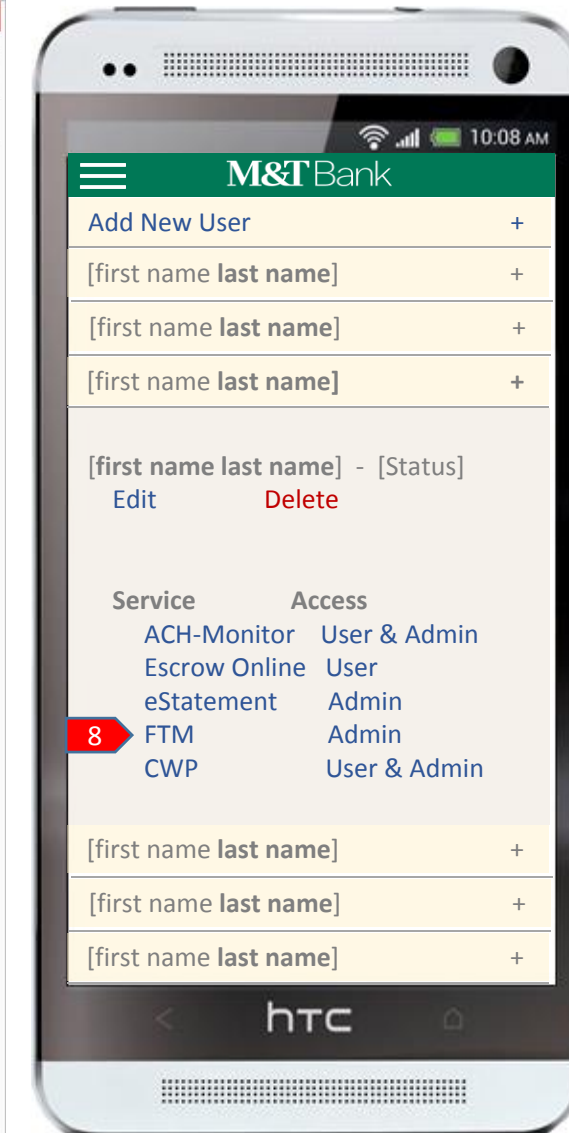 10:08 AM
M&T Bank
Add New User +
[first name last name] +
[first name last name] +
[first name last name] +
[first name last name] - [Status]
Edit Delete
Service Access
ACH-Monitor User & Admin
Escrow Online User
eStatement Admin
8 FTM Admin
CWP User & Admin
[first name last name] +
[first name last name] +
[first name last name] +
hTC